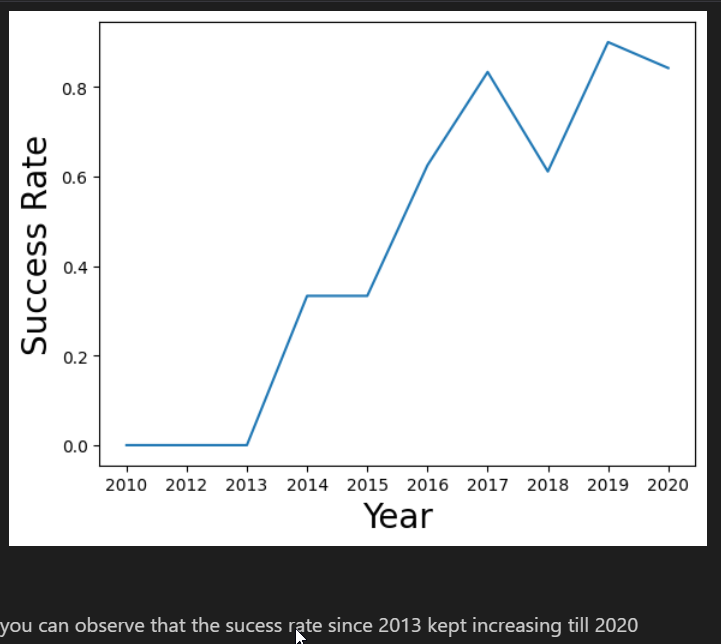 0.8
0.6
0.4
0.2
0.0
Success Rate
2010 2012 2013 2014 2015 2016 2017 2018 2019 2020
Year
you can observe that the sucess rate since 2013 kept increasing till 2020